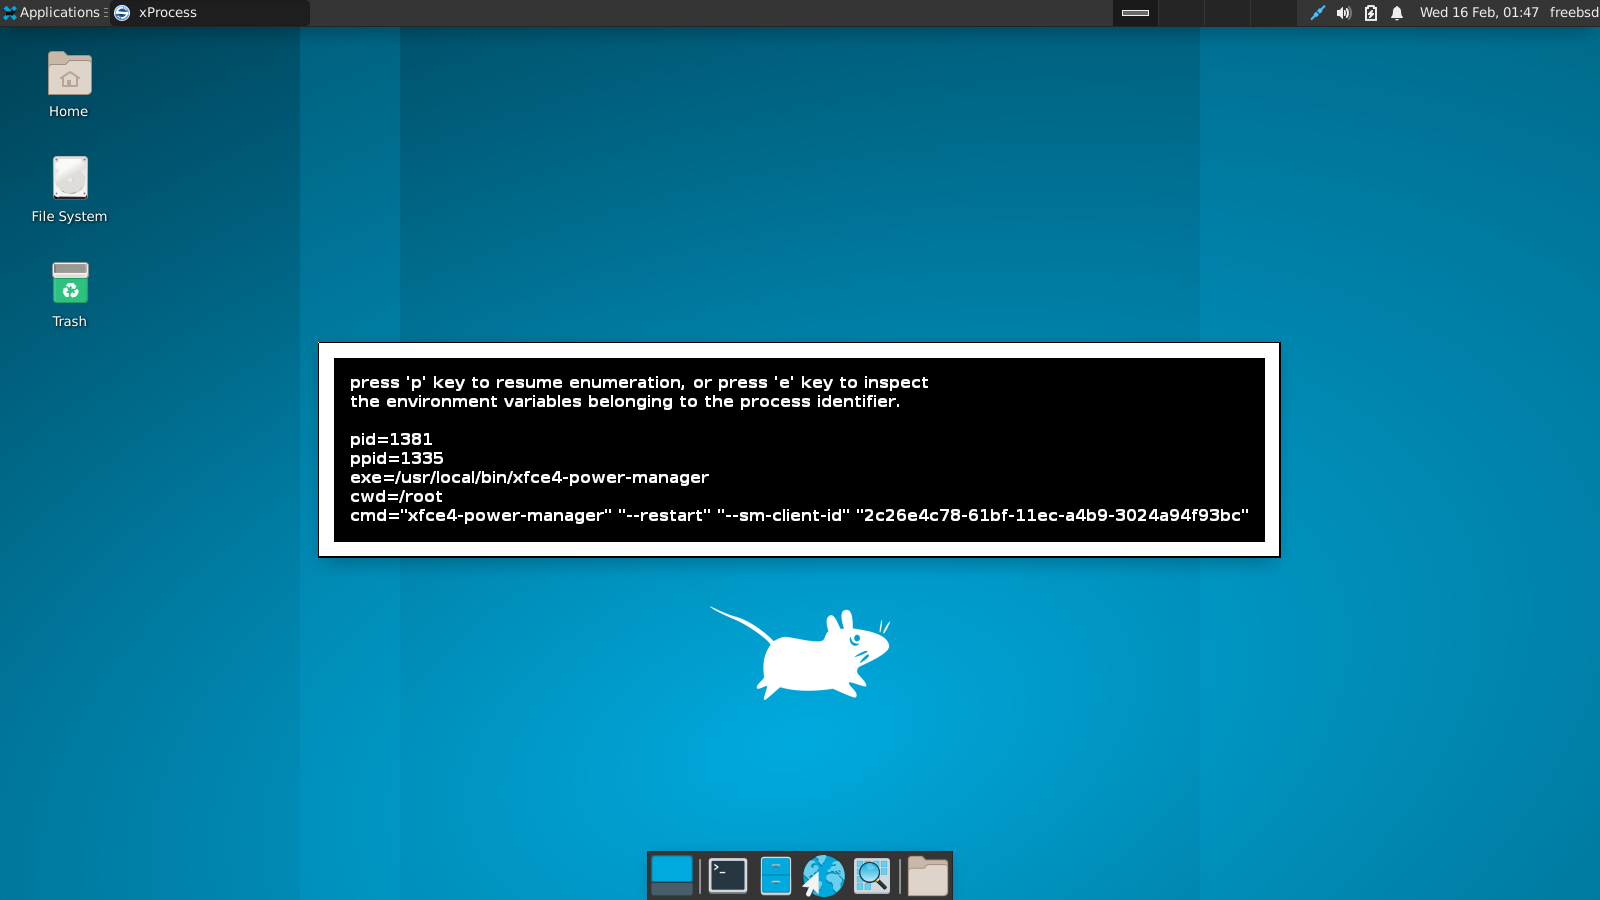 Applications
xProcess
Wed 16 Feb, 01:47
freebsd
Home
File System
Trash
press 'p' key to resume enumeration, or press 'e' key to inspect
the environment variables belonging to the process identifier.
pid=1381
ppid=1335
exe=/usr/local/bin/xfce4-power-manager
cwd=/root
cmd="xfce4-power-manager" "--restart" "--sm-client-id" "2c26e4c78-61bf-11ec-a4b9-3024a94f93bc"
>_